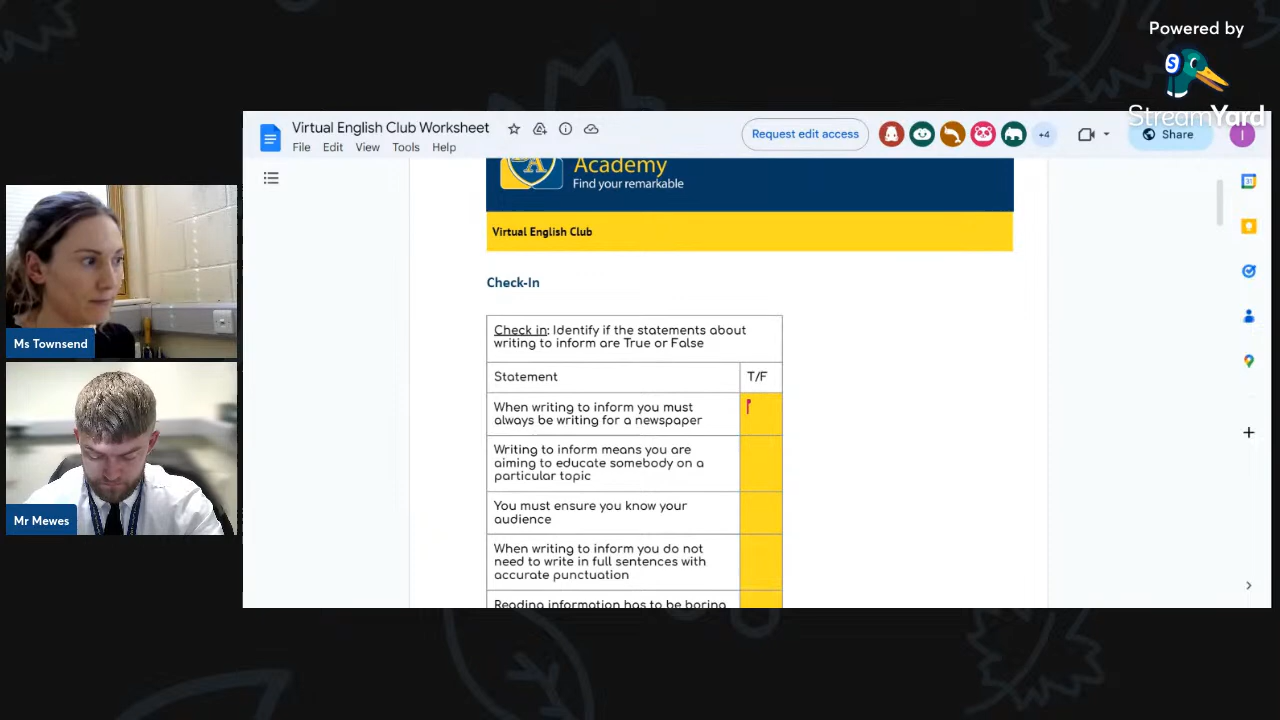 Powered by
StreamYard
Virtual English Club Worksheet
File Edit View Tools Help
Request edit access
+4
Share
I
Academy
Find your remarkable
Virtual English Club
Check-In
Check in: Identify if the statements about
writing to inform are True or False
Statement T/F
When writing to inform you must
always be writing for a newspaper
Writing to inform means you are
aiming to educate somebody on a
particular topic
You must ensure you know your
audience
When writing to inform you do not
need to write in full sentences with
accurate punctuation
Reading information has to be boring
Ms Townsend
Mr Mewes